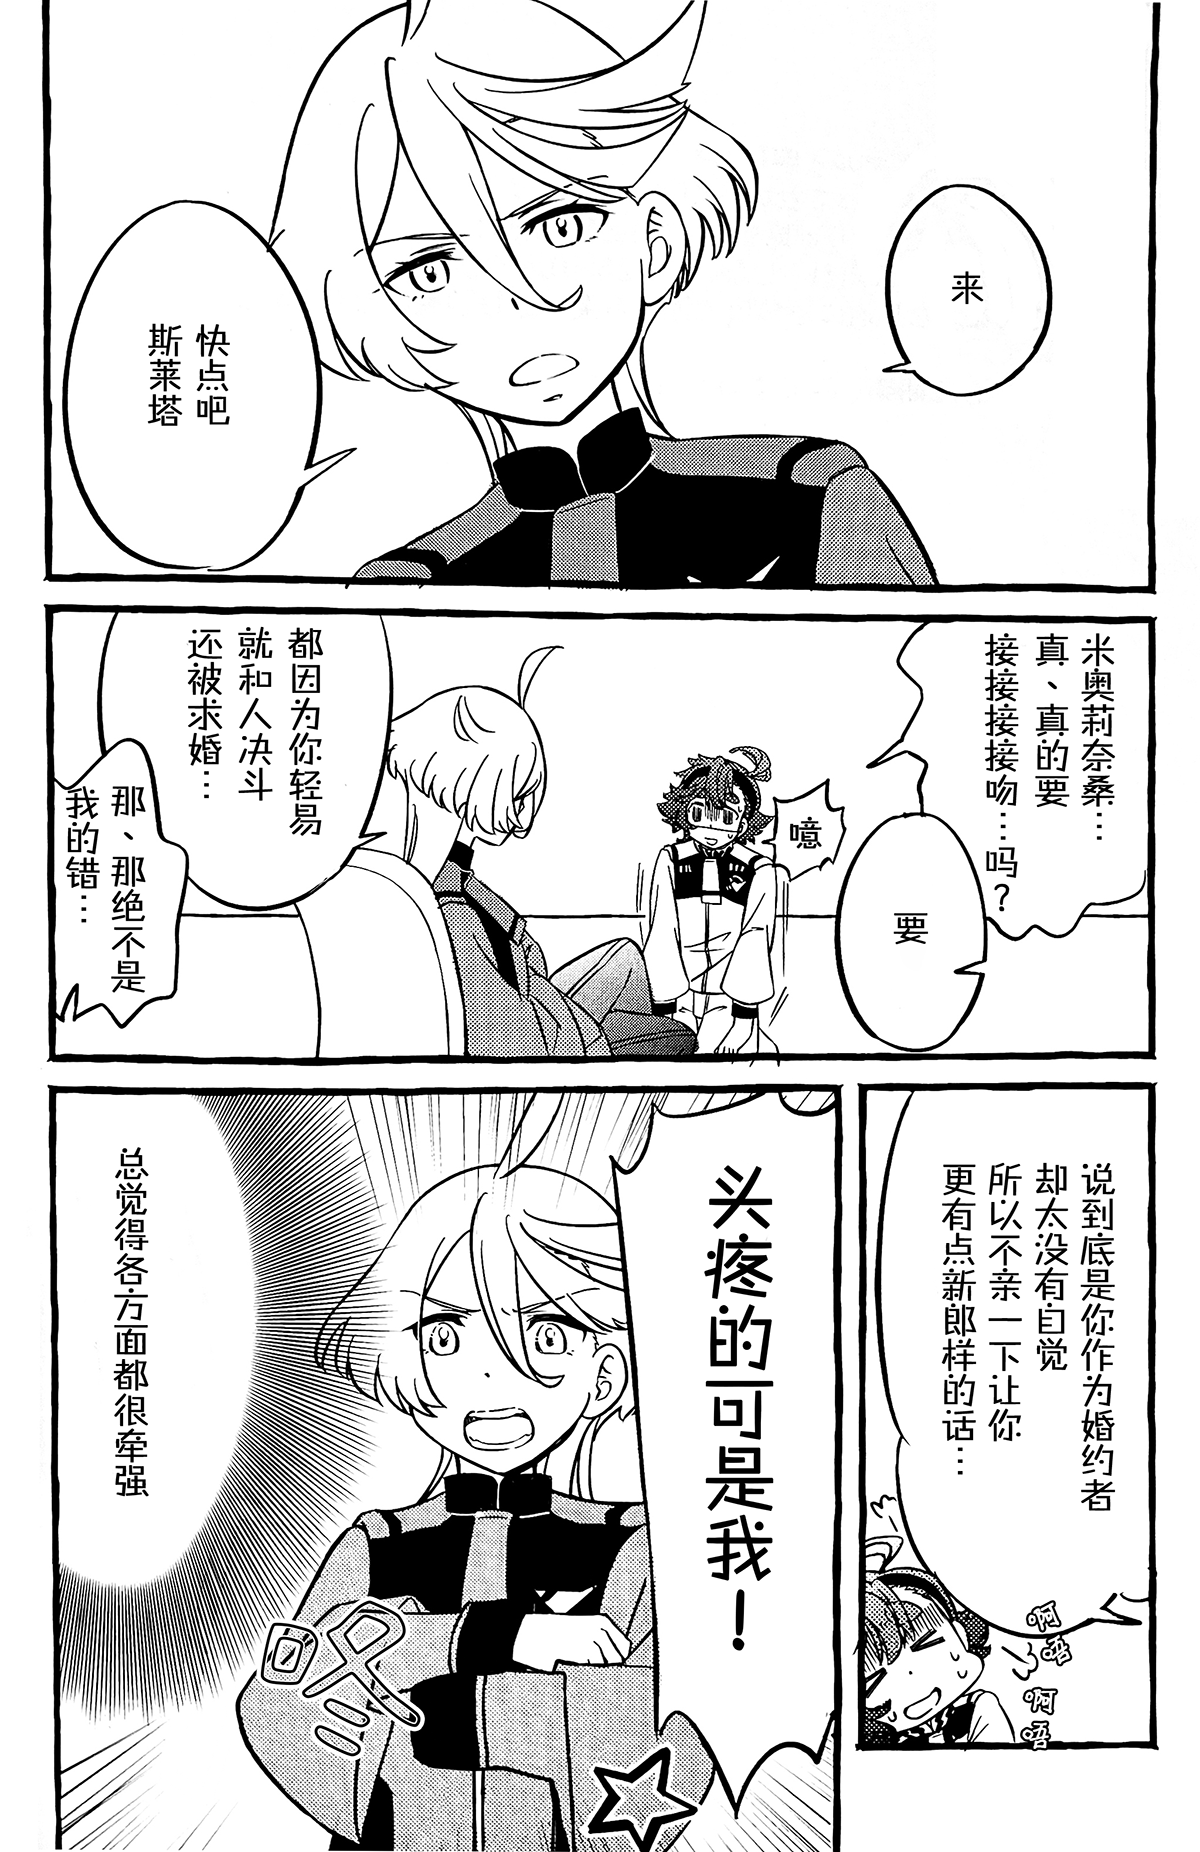 来
快点吧
斯莱塔
米奥莉奈桑…
真、真的要
接接接接吻…吗？
要
噫
都因为你轻易
就和人决斗
还被求婚…
那、那绝不是
我的错…
说到底是你作为婚约者
却太没有自觉
所以不亲一下让你
更有点新郎样的话…
啊唔
啊唔
头疼的可是我！
总觉得各方面都很牵强